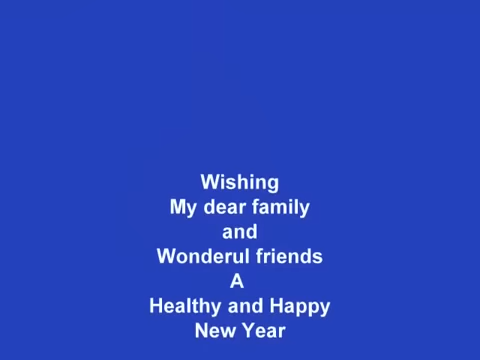 Wishing
My dear family
and
Wonderul friends
A
Healthy and Happy
New Year